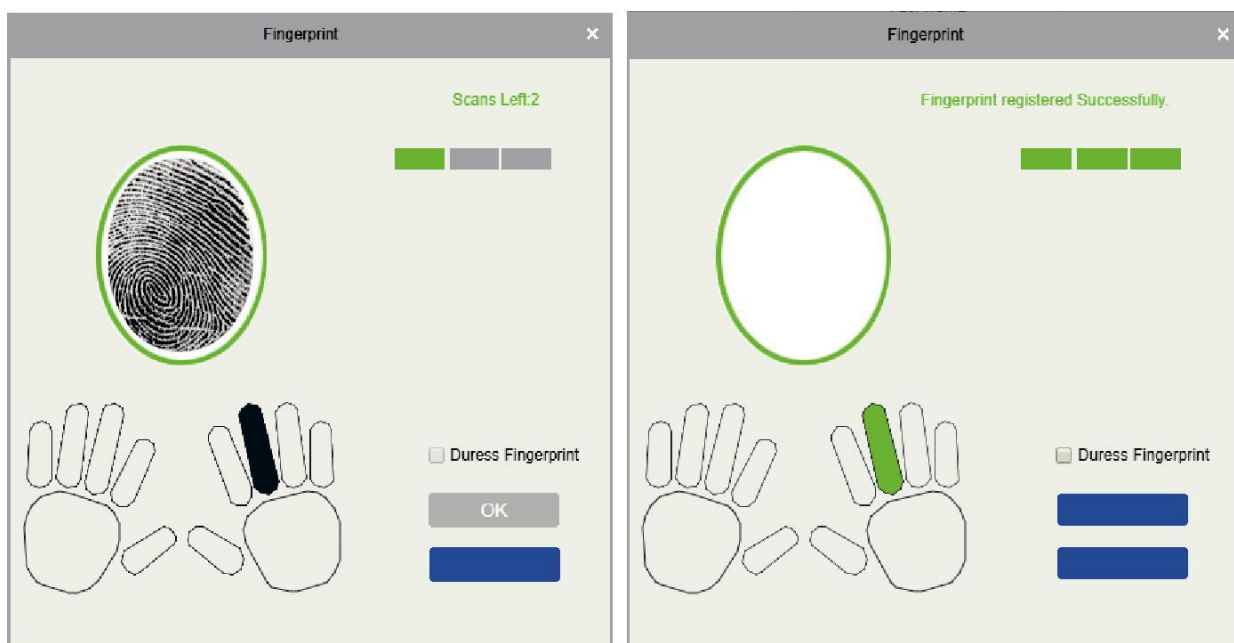 Fingerprint ×
Scans Left:2
Duress Fingerprint
OK
Fingerprint ×
Fingerprint registered Successfully.
Duress Fingerprint